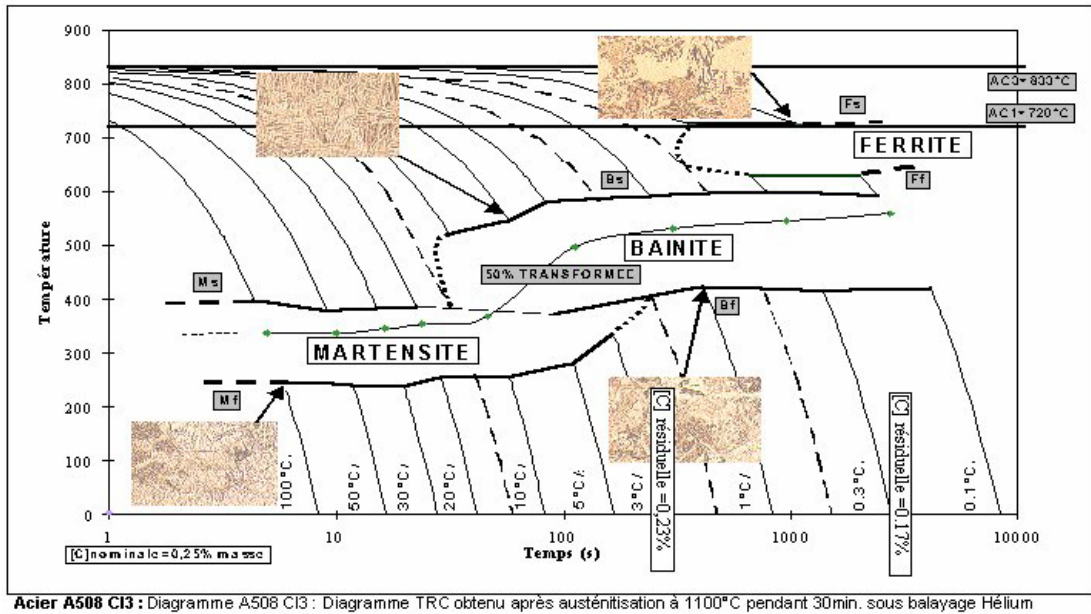 900
800
700
600
500
400
300
200
100
0
Température
AC3=833°C
AC1=720°C
Fs
FERRITE
Ff
Bs
BAINITE
50% TRANSFORMEE
Ms
MARTENSITE
Bf
Mf
100°C/
50°C/
30°C/
20°C/
10°C/
5°C/
3°C/
1°C/
0.3°C/
0.1°C/
[C] résiduelle =0,23%
[C] résiduelle =0.17%
1
10
100
1000
10000
Temps (s)
[C]nominale=0,25% masse
Acier A508 Cl3 : Diagramme A508 Cl3 : Diagramme TRC obtenu après austénitisation à 1100°C pendant 30min. sous balayage Hélium